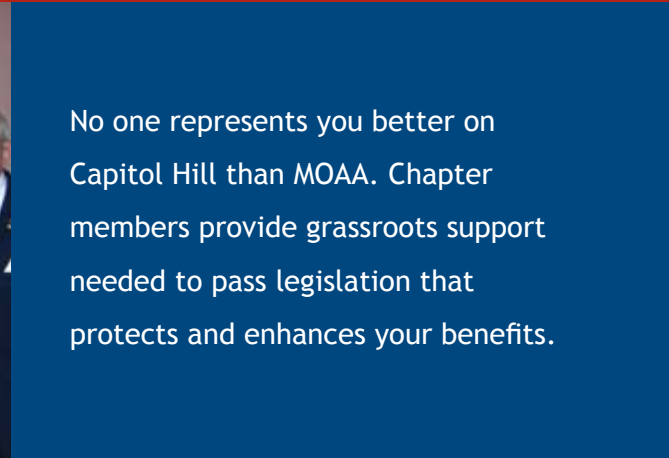 No one represents you better on
Capitol Hill than MOAA. Chapter
members provide grassroots support
needed to pass legislation that
protects and enhances your benefits.